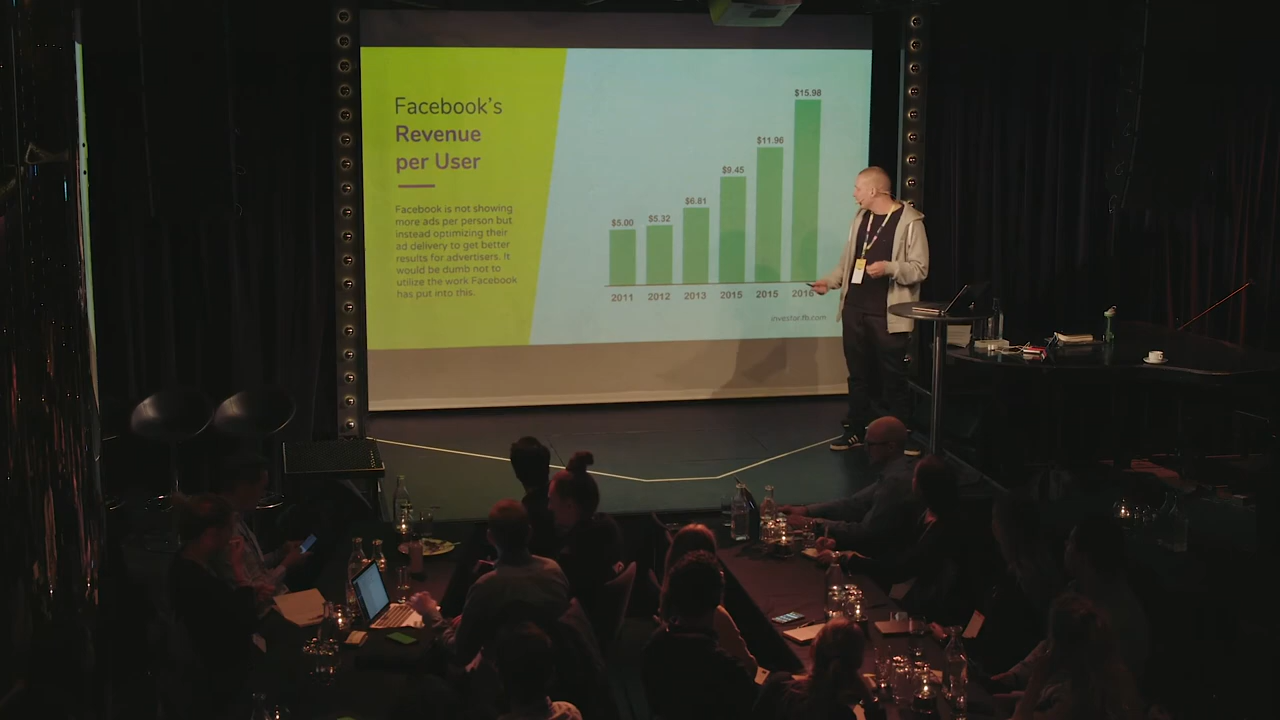 Facebook's
Revenue
per User
Facebook is not showing
more ads per person but
instead optimizing their
ad delivery to get better
results for advertisers. It
would be dumb not to
utilize the work Facebook
has put into this.
$5.00
$5.32
$6.81
$9.45
$11.96
$15.98
2011
2012
2013
2015
2015
2016
investor.fb.com